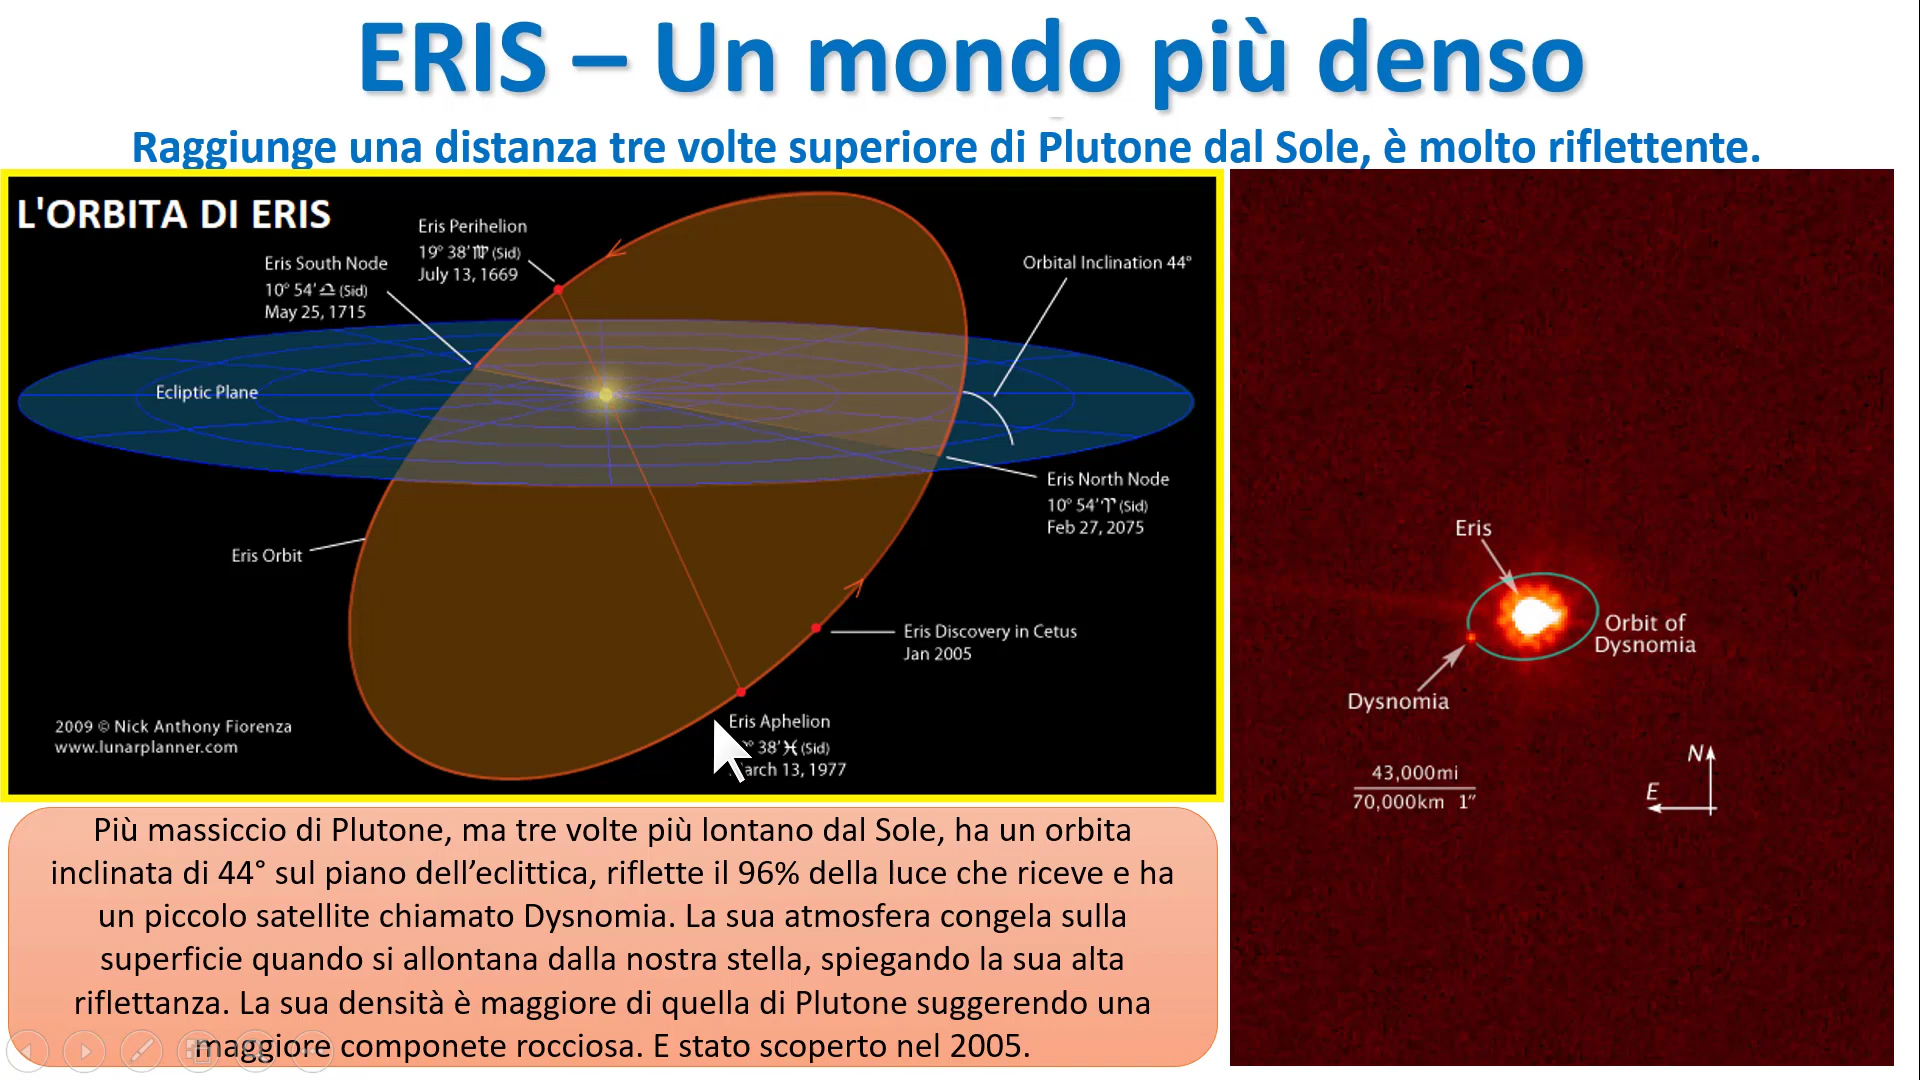 ERIS – Un mondo più denso
Raggiunge una distanza tre volte superiore di Plutone dal Sole, è molto riflettente.
L'ORBITA DI ERIS
Eris Perihelion
19° 38' ♍ (Sid)
July 13, 1669
Eris South Node
10° 54' ♎ (Sid)
May 25, 1715
Orbital Inclination 44°
Ecliptic Plane
Eris North Node
10° 54' ♈ (Sid)
Feb 27, 2075
Eris Orbit
Eris Discovery in Cetus
Jan 2005
Eris Aphelion
38' ♓ (Sid)
13, 1977
2009 © Nick Anthony Fiorenza
www.lunarplanner.com
Eris
Orbit of
Dysnomia
Dysnomia
43,000mi
70,000km 1"
N
E
Più massiccio di Plutone, ma tre volte più lontano dal Sole, ha un orbita
inclinata di 44° sul piano dell’eclittica, riflette il 96% della luce che riceve e ha
un piccolo satellite chiamato Dysnomia. La sua atmosfera congela sulla
superficie quando si allontana dalla nostra stella, spiegando la sua alta
riflettanza. La sua densità è maggiore di quella di Plutone suggerendo una
maggiore componete rocciosa. E stato scoperto nel 2005.